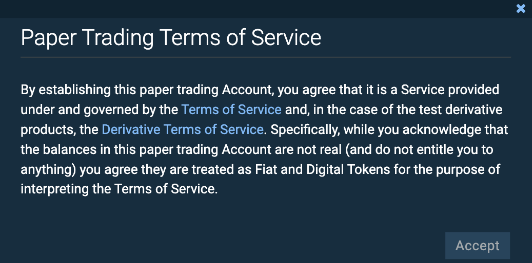 Paper Trading Terms of Service
By establishing this paper trading Account, you agree that it is a Service provided
under and governed by the Terms of Service and, in the case of the test derivative
products, the Derivative Terms of Service. Specifically, while you acknowledge that
the balances in this paper trading Account are not real (and do not entitle you to
anything) you agree they are treated as Fiat and Digital Tokens for the purpose of
interpreting the Terms of Service.
Accept